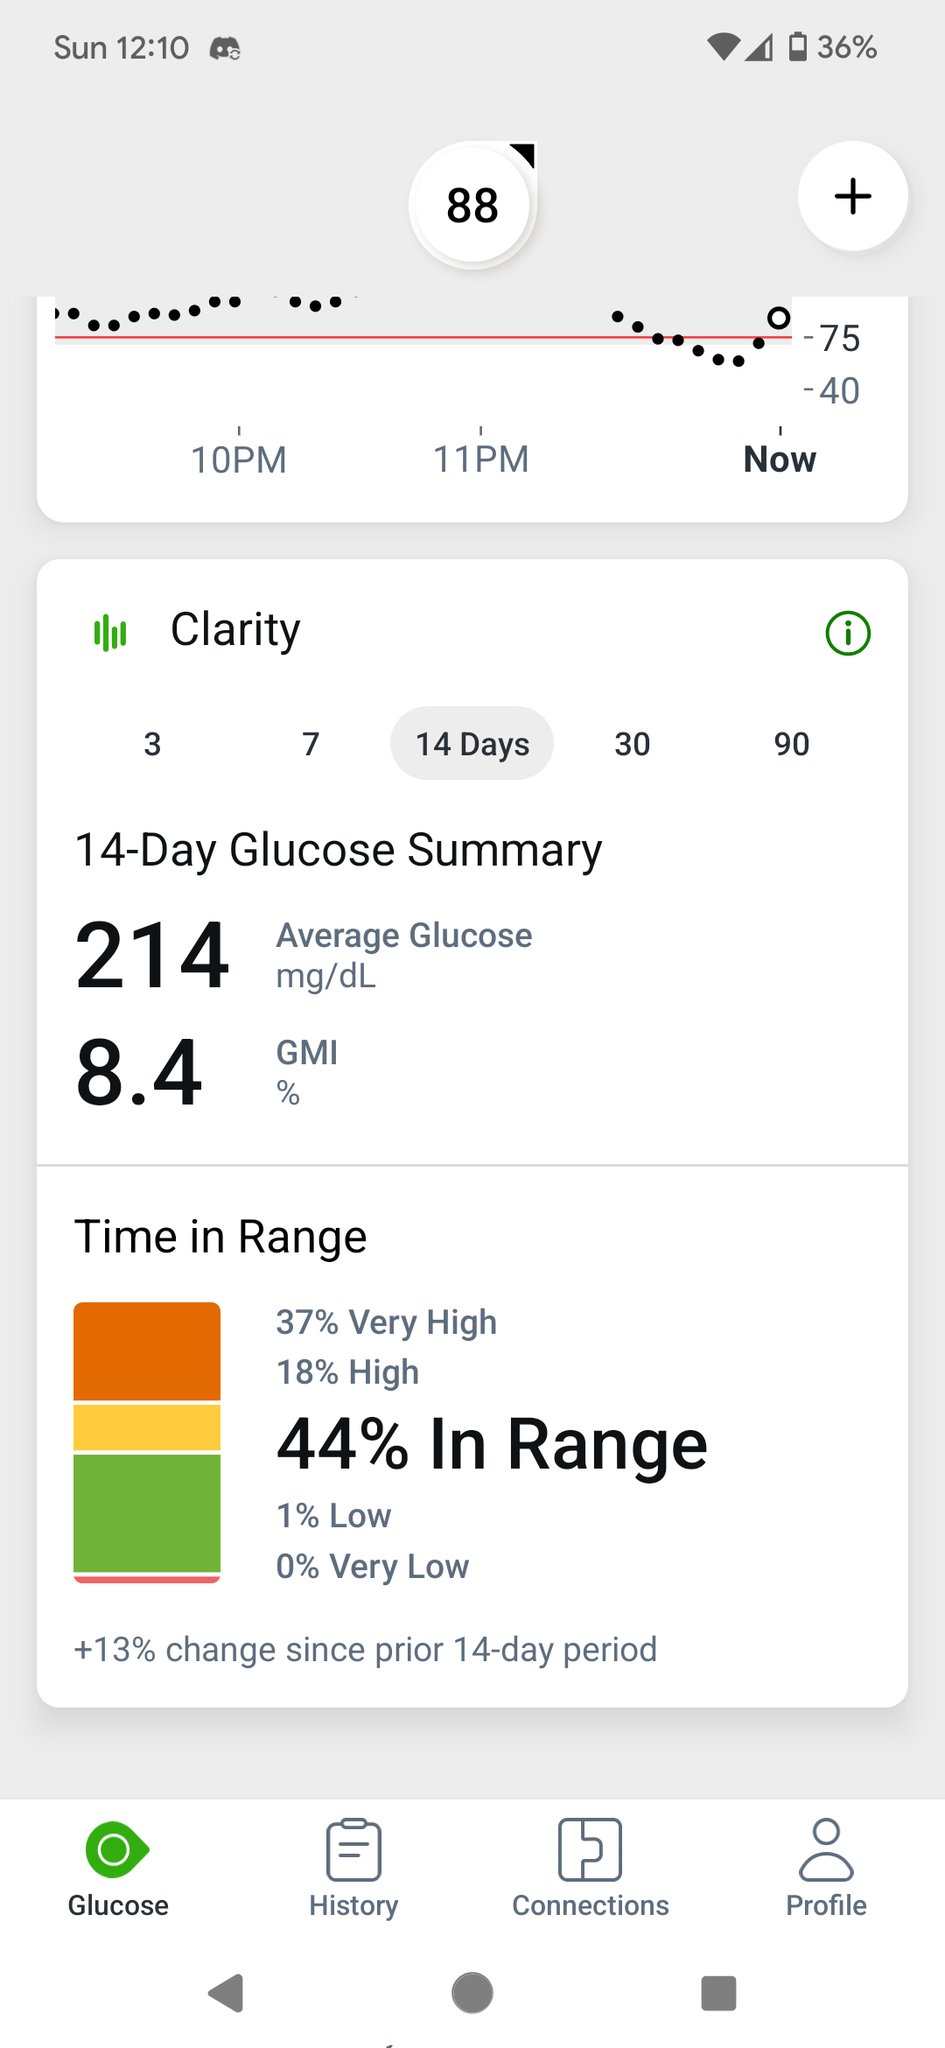 Sun 12:10
36%
88
+
-75
-40
10PM
11PM
Now
Clarity
3
7
14 Days
30
90
14-Day Glucose Summary
214
Average Glucose
mg/dL
8.4
GMI
%
Time in Range
37% Very High
18% High
44% In Range
1% Low
0% Very Low
+13% change since prior 14-day period
Glucose
History
Connections
Profile